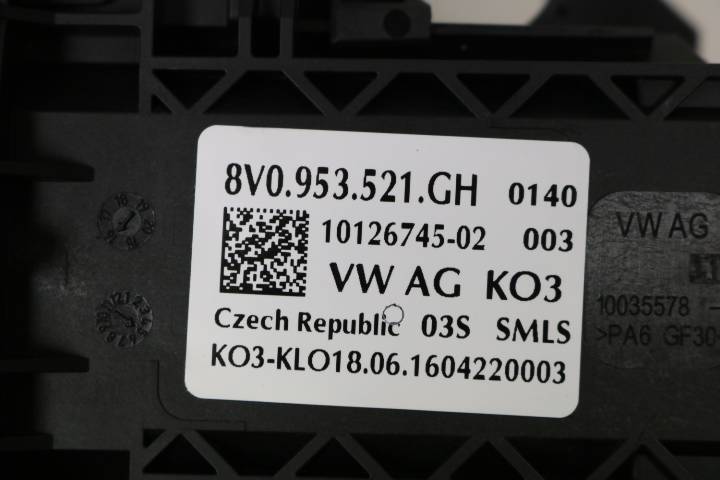 8V0.953.521.GH 0140
10126745-02 003
VW AG KO3
Czech Republic 03S SMLS
KO3-KLO18.06.1604220003
VW AG
10035578 -
>PA6 GF30